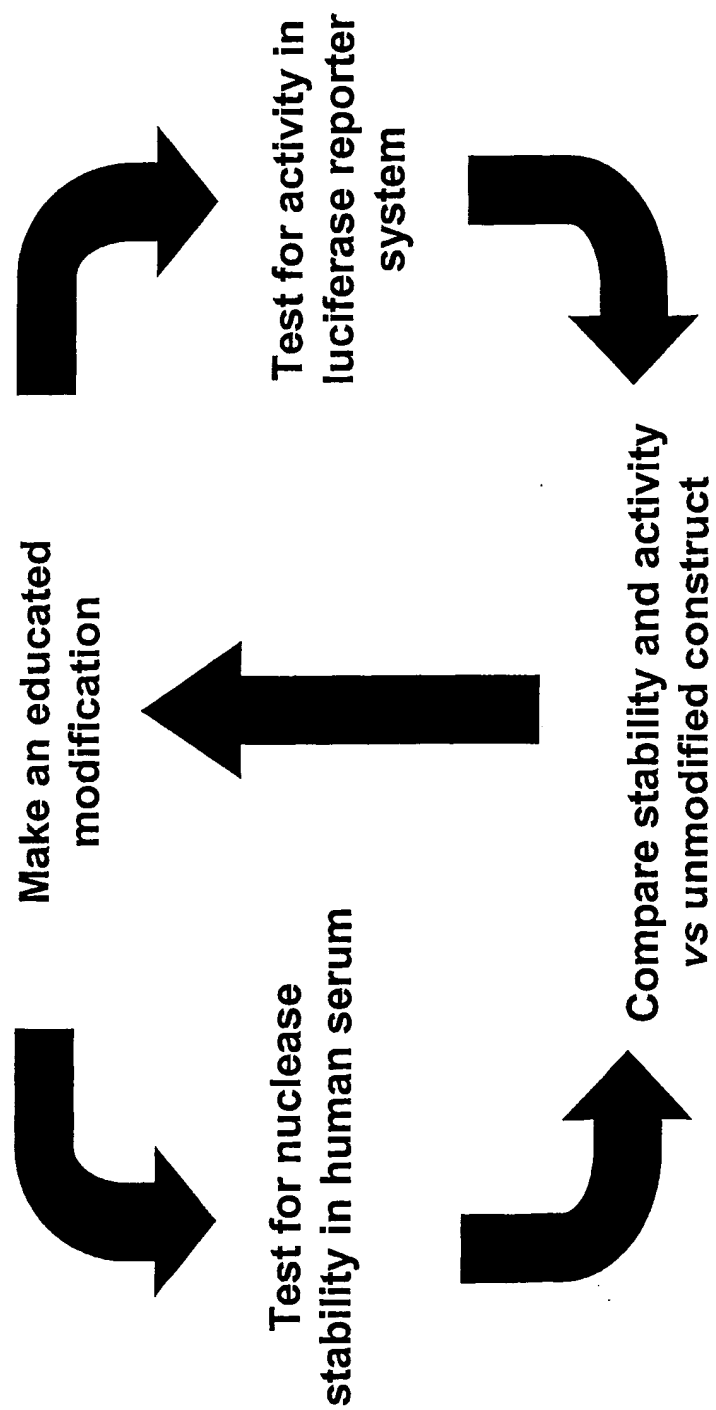 Make an educated
modification
Test for nuclease
stability in human serum
Test for activity in
luciferase reporter
system
Compare stability and activity
vs unmodified construct